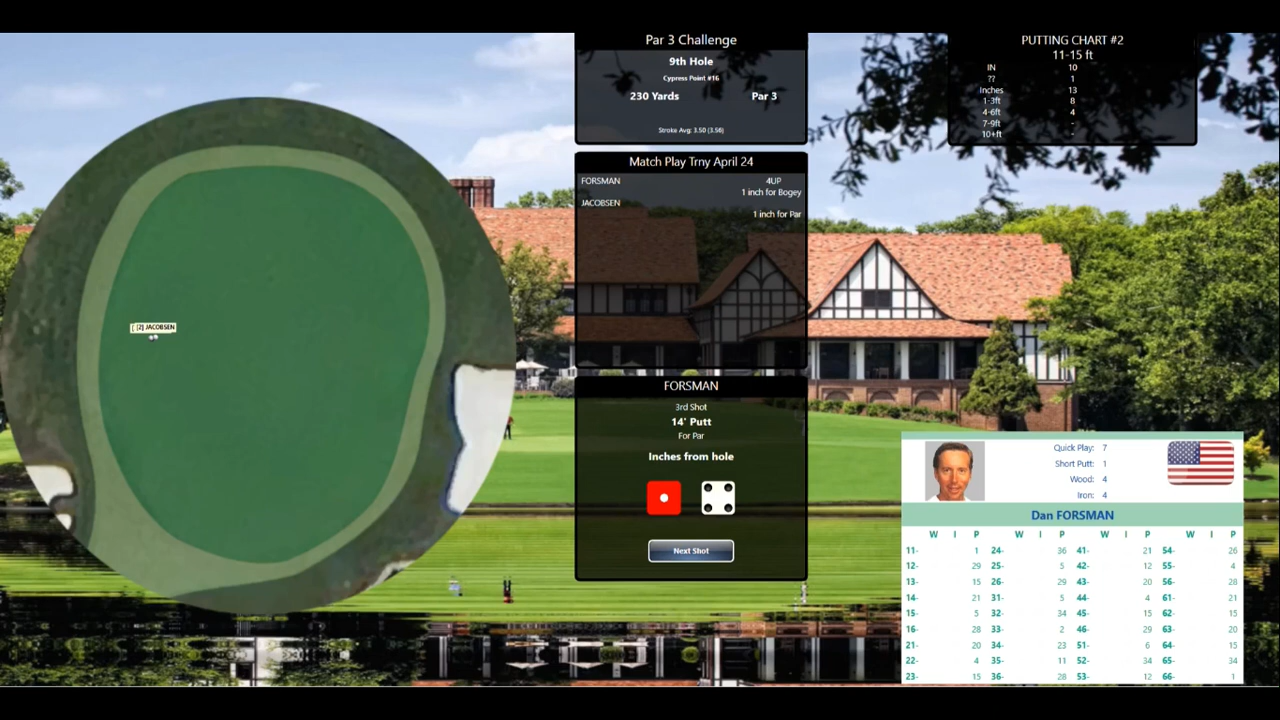 Par 3 Challenge
9th Hole
Cypress Point #16
230 Yards Par 3
Stroke Avg: 3.50 (3.56)
PUTTING CHART #2
11-15 ft
IN 10
?? 1
Inches 13
1-3ft 8
4-6ft 4
7-9ft -
10+ft -
Match Play Trny April 24
FORSMAN 4UP
1 inch for Bogey
JACOBSEN
1 inch for Par
[2] JACOBSEN
FORSMAN
3rd Shot
14' Putt
For Par
Inches from hole
Next Shot
Quick Play: 7
Short Putt: 1
Wood: 4
Iron: 4
Dan FORSMAN
W I P W I P W I P W I P
11- 1 24- 36 41- 21 54- 26
12- 29 25- 5 42- 12 55- 4
13- 15 26- 29 43- 20 56- 28
14- 21 31- 5 44- 4 61- 21
15- 5 32- 34 45- 15 62- 15
16- 28 33- 2 46- 29 63- 20
21- 20 34- 23 51- 6 64- 15
22- 4 35- 11 52- 34 65- 34
23- 15 36- 28 53- 12 66- 1